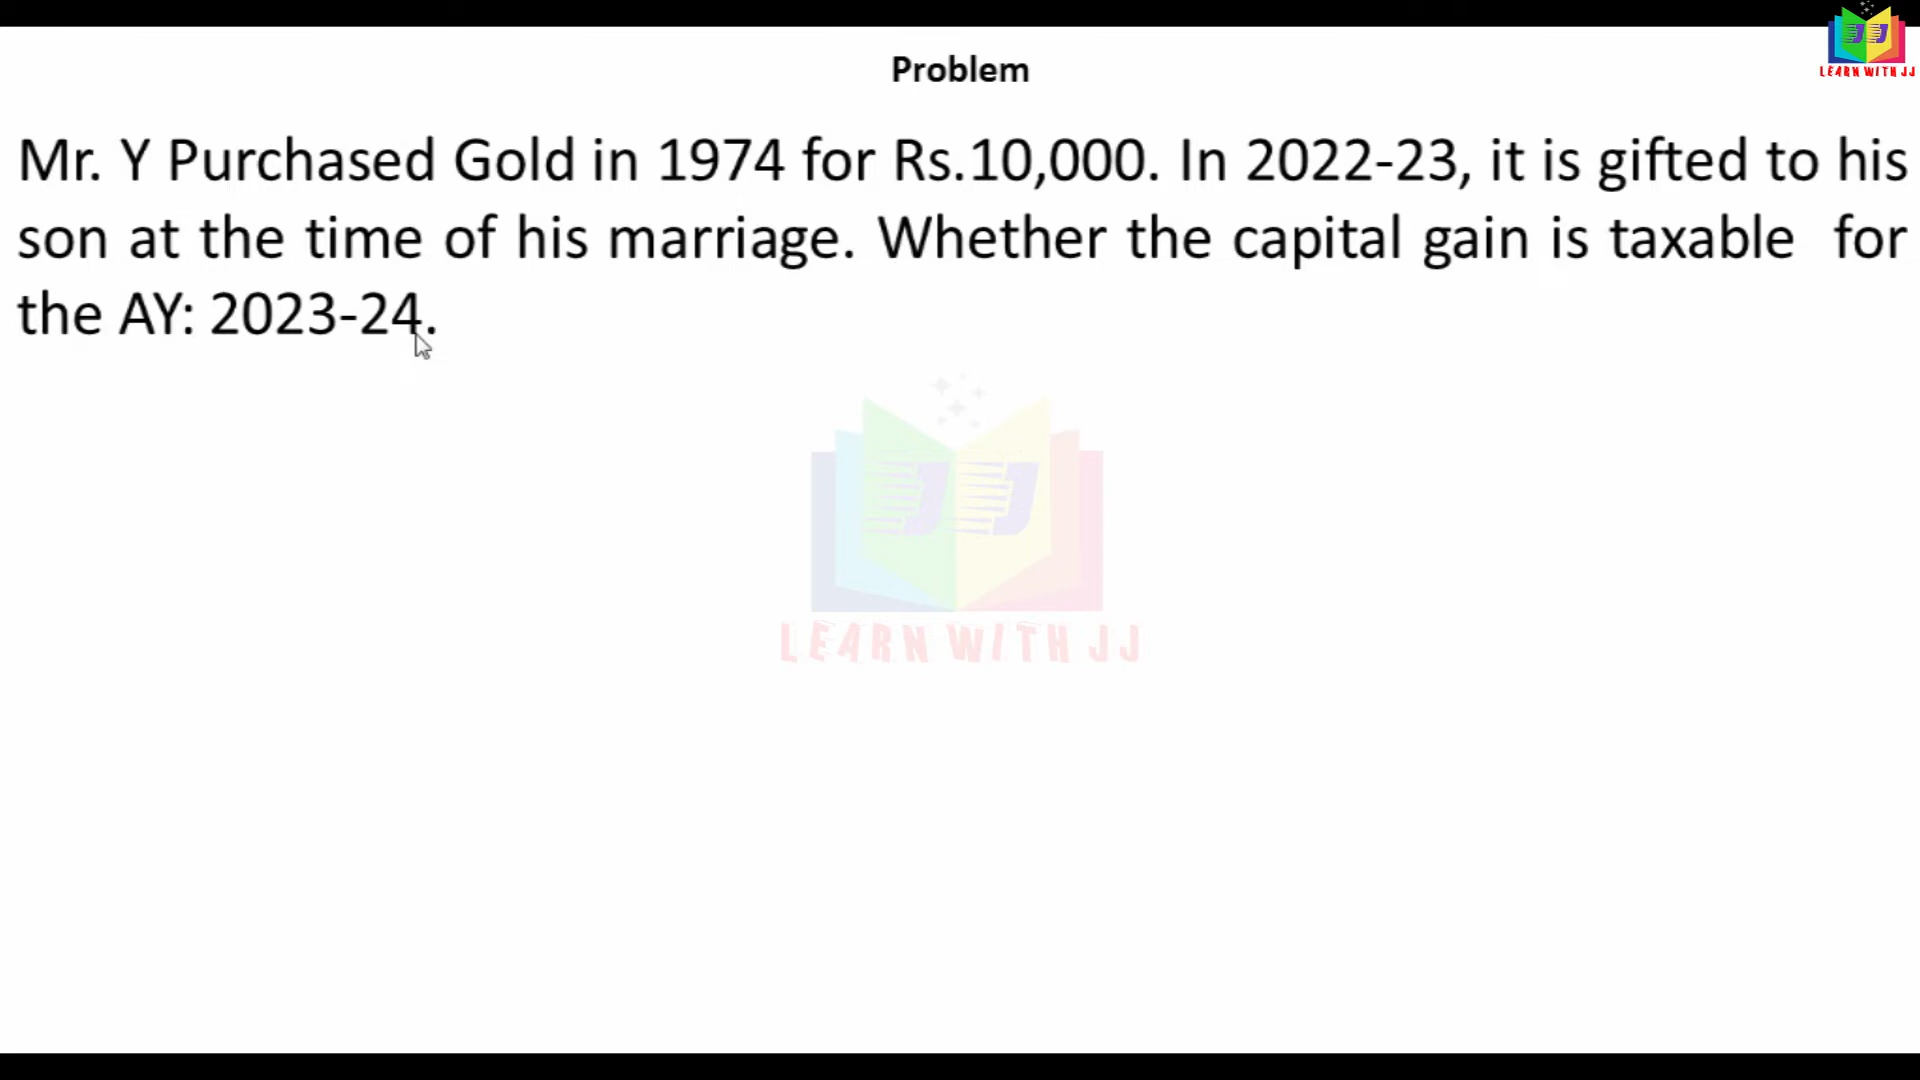 LEARN WITH JJ
Problem
Mr. Y Purchased Gold in 1974 for Rs.10,000. In 2022-23, it is gifted to his
son at the time of his marriage. Whether the capital gain is taxable for
the AY: 2023-24.
JJ
LEARN WITH JJ